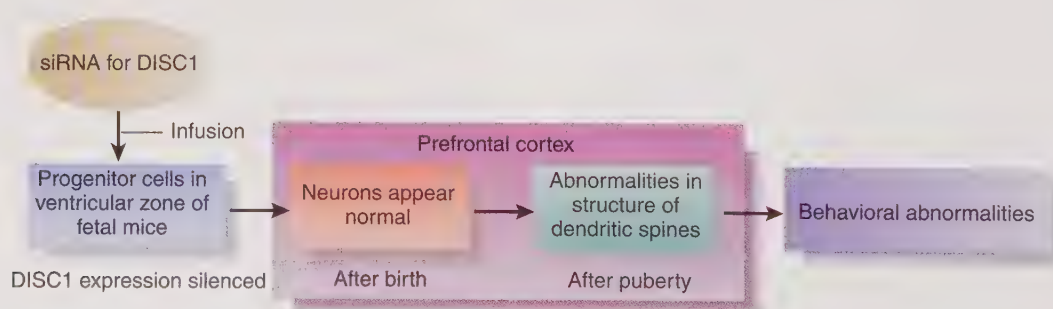 siRNA for DISC1
Infusion
Prefrontal cortex
Progenitor cells in
ventricular zone of
fetal mice
Neurons appear
normal
Abnormalities in
structure of
dendritic spines
Behavioral abnormalities
DISC1 expression silenced
After birth
After puberty